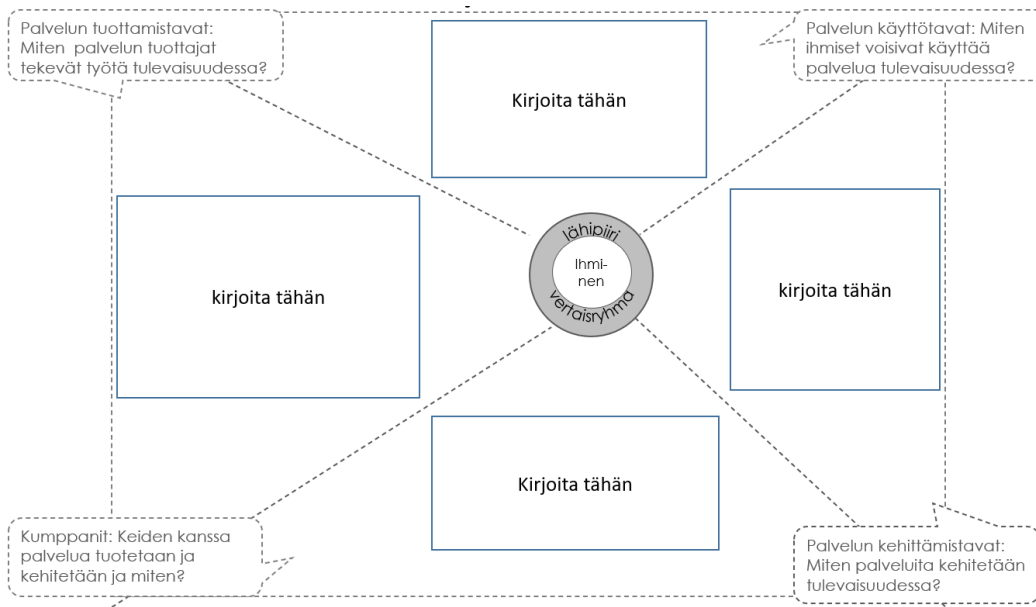 Palvelun tuottamistavat:
Miten palvelun tuottajat
tekevät työtä tulevaisuudessa?
Kirjoita tähän
Palvelun käyttötavat: Miten
ihmiset voisivat käyttää
palvelua tulevaisuudessa?
kirjoita tähän
lähipiiri
Ihmi-
nen
vertaisryhmä
kirjoita tähän
Kirjoita tähän
Kumppanit: Keiden kanssa
palvelua tuotetaan ja
kehitetään ja miten?
Palvelun kehittämistavat:
Miten palveluita kehitetään
tulevaisuudessa?